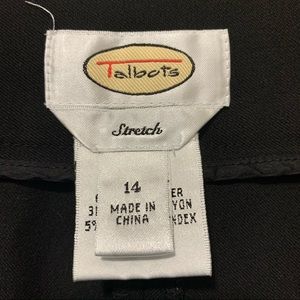 Talbots
Stretch
14
MADE IN
CHINA